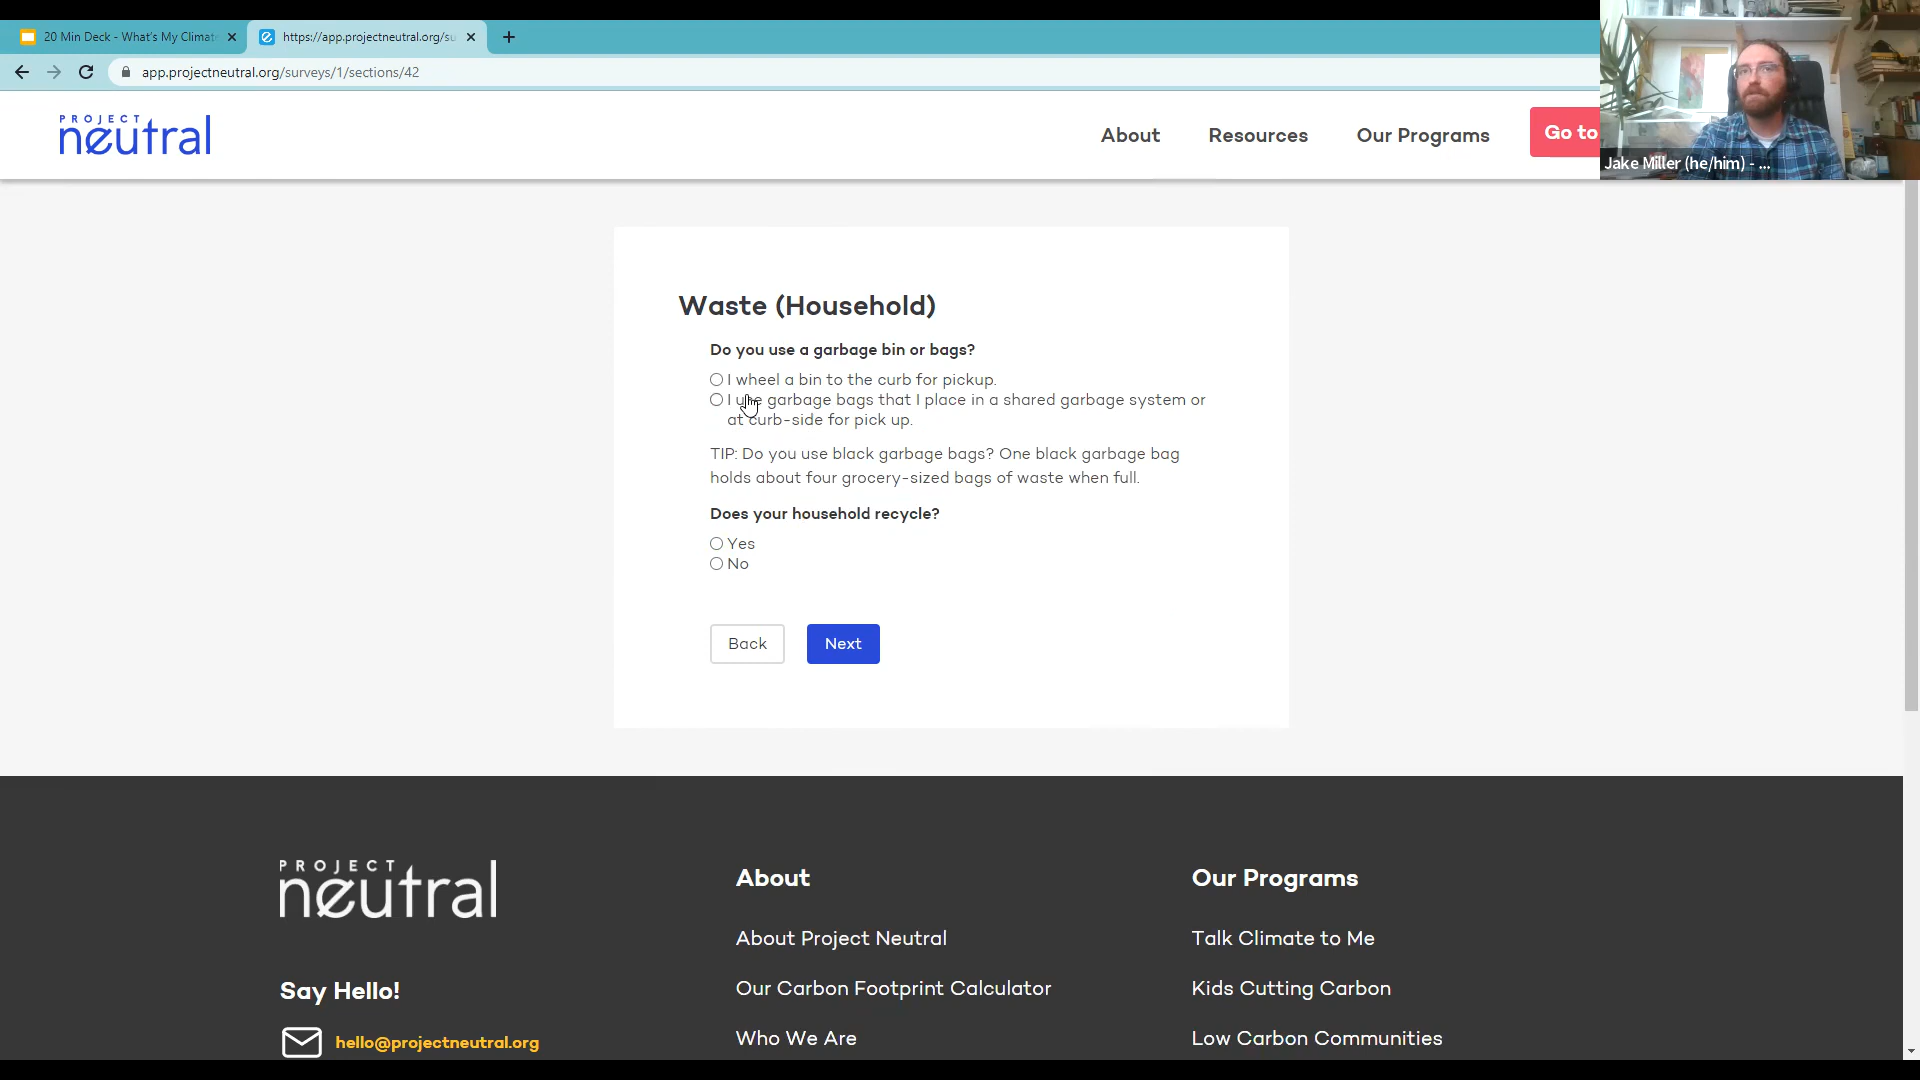 20 Min Deck - What's My Climat
https://app.projectneutral.org/su
app.projectneutral.org/surveys/1/sections/42
PROJECT
neutral
About
Resources
Our Programs
Go to
Jake Miller (he/him) - ...
Waste (Household)
Do you use a garbage bin or bags?
I wheel a bin to the curb for pickup.
I use garbage bags that I place in a shared garbage system or
at curb-side for pick up.
TIP: Do you use black garbage bags? One black garbage bag
holds about four grocery-sized bags of waste when full.
Does your household recycle?
Yes
No
Back
Next
PROJECT
neutral
Say Hello!
hello@projectneutral.org
About
About Project Neutral
Our Carbon Footprint Calculator
Who We Are
Our Programs
Talk Climate to Me
Kids Cutting Carbon
Low Carbon Communities